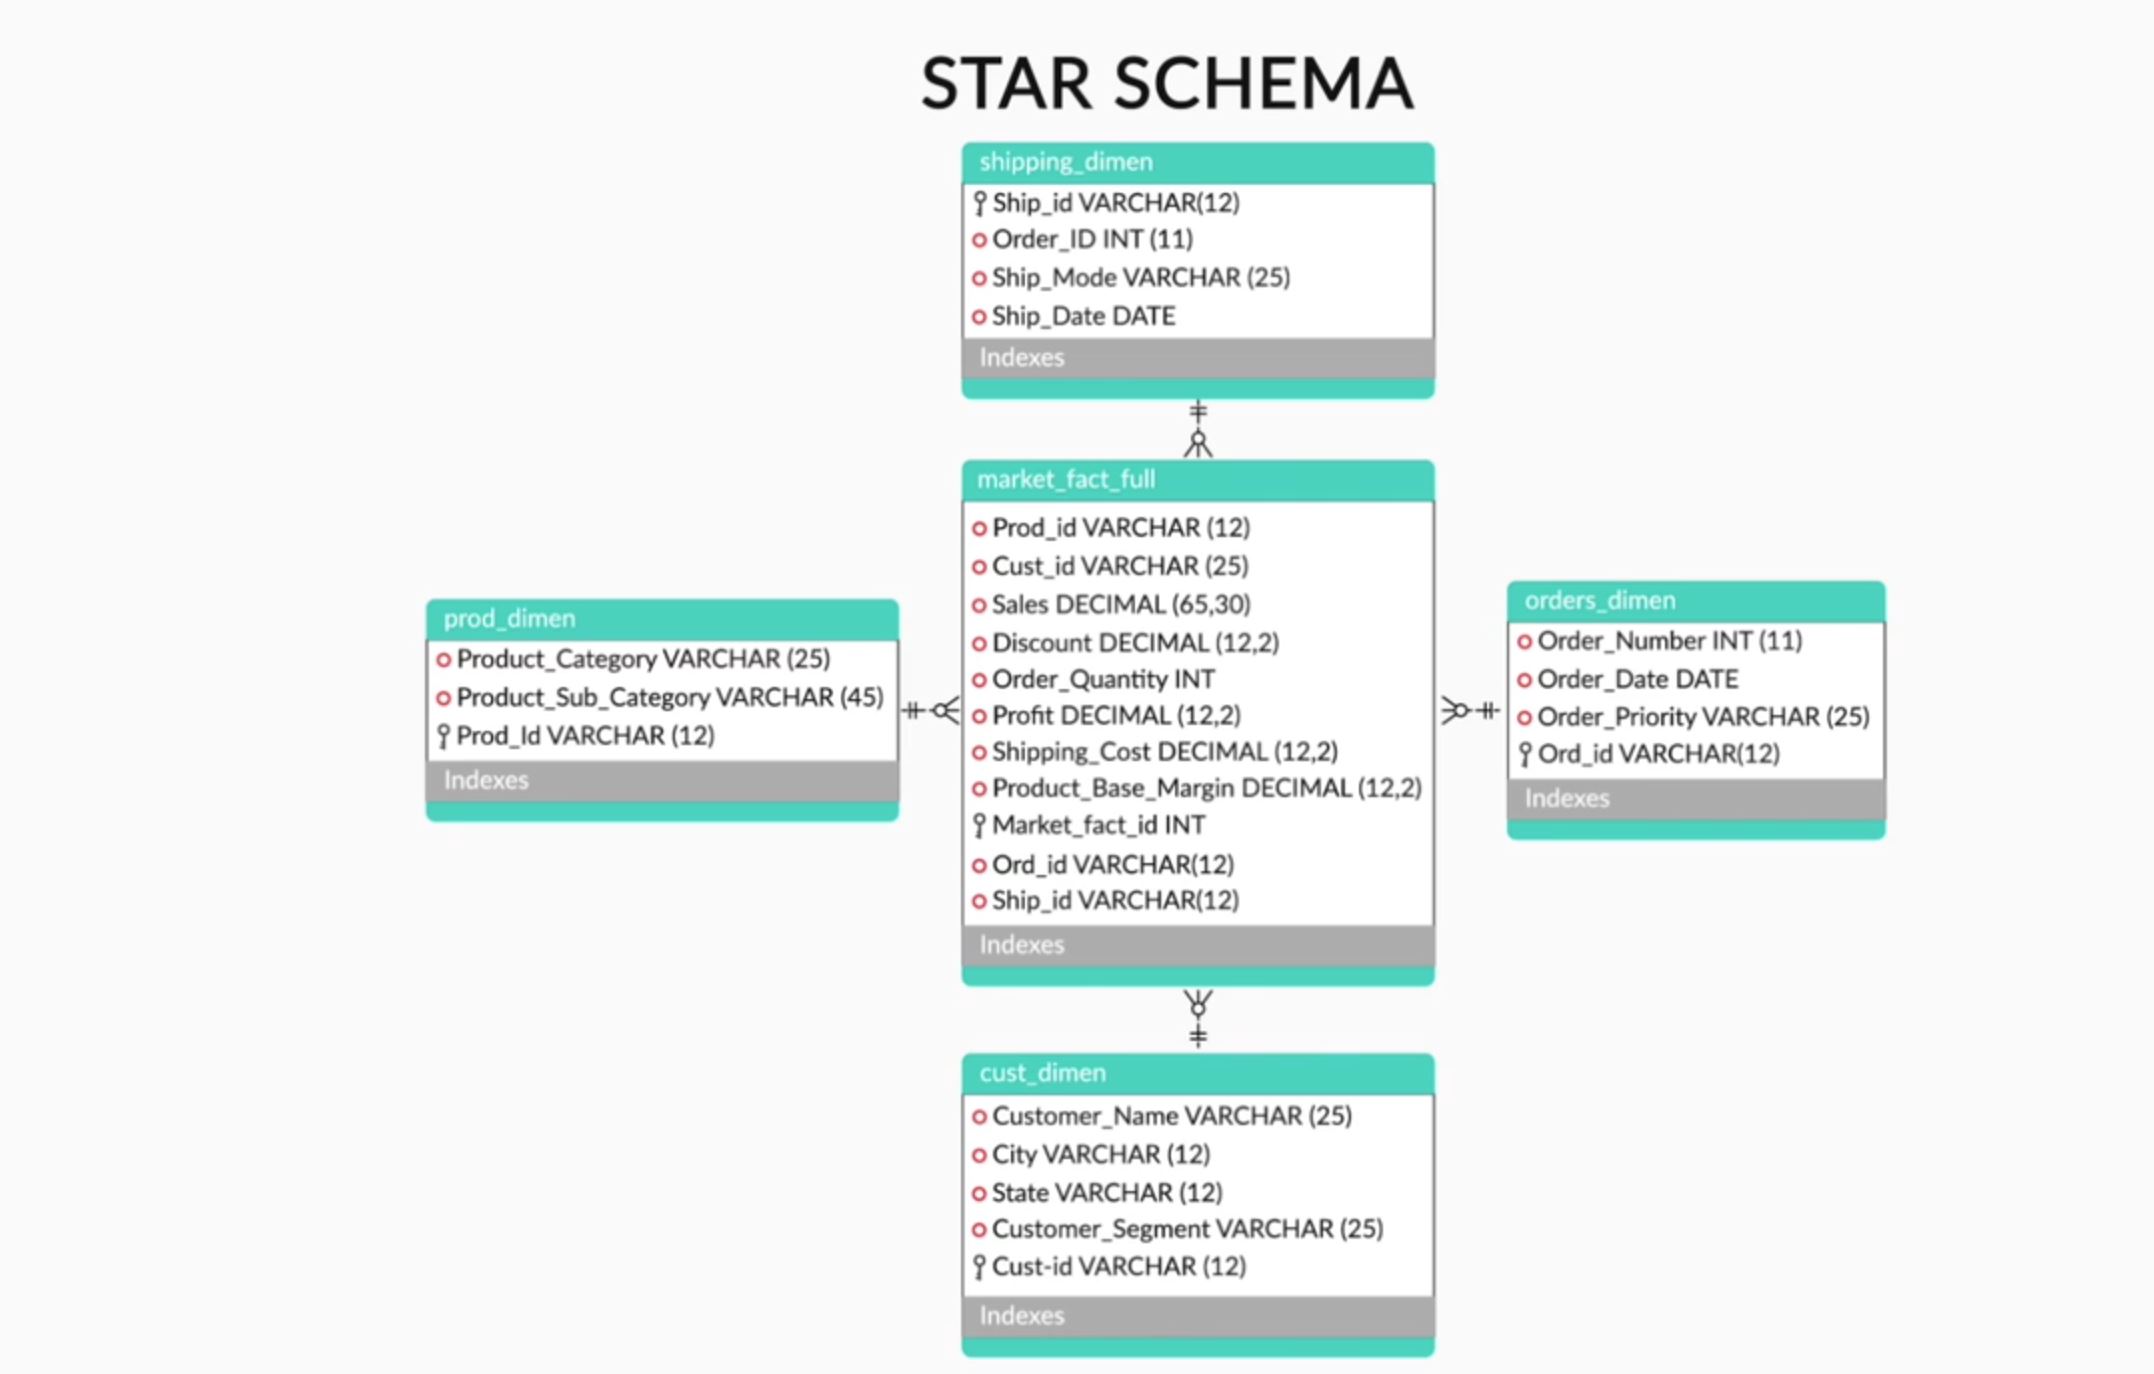 STAR SCHEMA
shipping_dimen
Ship_id VARCHAR(12)
Order_ID INT (11)
Ship_Mode VARCHAR (25)
Ship_Date DATE
Indexes
market_fact_full
Prod_id VARCHAR (12)
Cust_id VARCHAR (25)
Sales DECIMAL (65,30)
Discount DECIMAL (12,2)
Order_Quantity INT
Profit DECIMAL (12,2)
Shipping_Cost DECIMAL (12,2)
Product_Base_Margin DECIMAL (12,2)
Market_fact_id INT
Ord_id VARCHAR(12)
Ship_id VARCHAR(12)
Indexes
prod_dimen
Product_Category VARCHAR (25)
Product_Sub_Category VARCHAR (45)
Prod_Id VARCHAR (12)
Indexes
orders_dimen
Order_Number INT (11)
Order_Date DATE
Order_Priority VARCHAR (25)
Ord_id VARCHAR(12)
Indexes
cust_dimen
Customer_Name VARCHAR (25)
City VARCHAR (12)
State VARCHAR (12)
Customer_Segment VARCHAR (25)
Cust-id VARCHAR (12)
Indexes